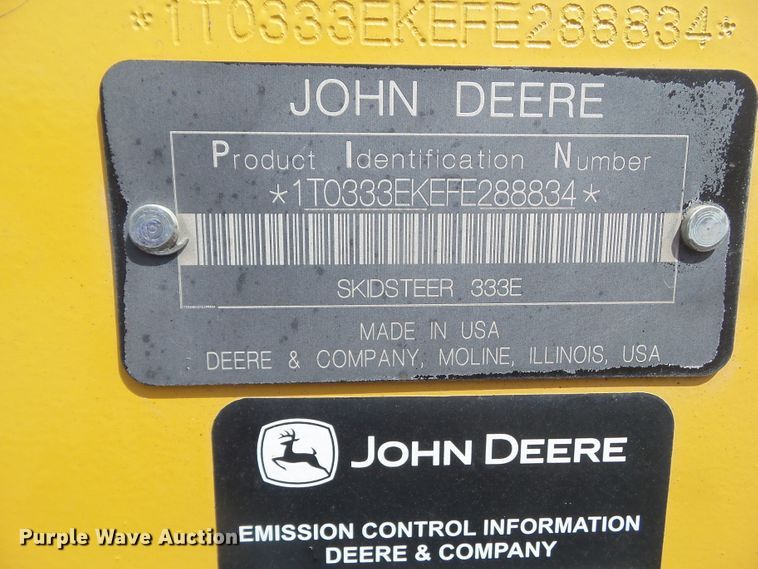 *1T0333EKEFE288834*
JOHN DEERE
Product Identification Number
*1T0333EKEFE288834*
SKIDSTEER 333E
MADE IN USA
DEERE & COMPANY, MOLINE, ILLINOIS, USA
JOHN DEERE
EMISSION CONTROL INFORMATION
DEERE & COMPANY
Purple Wave Auction